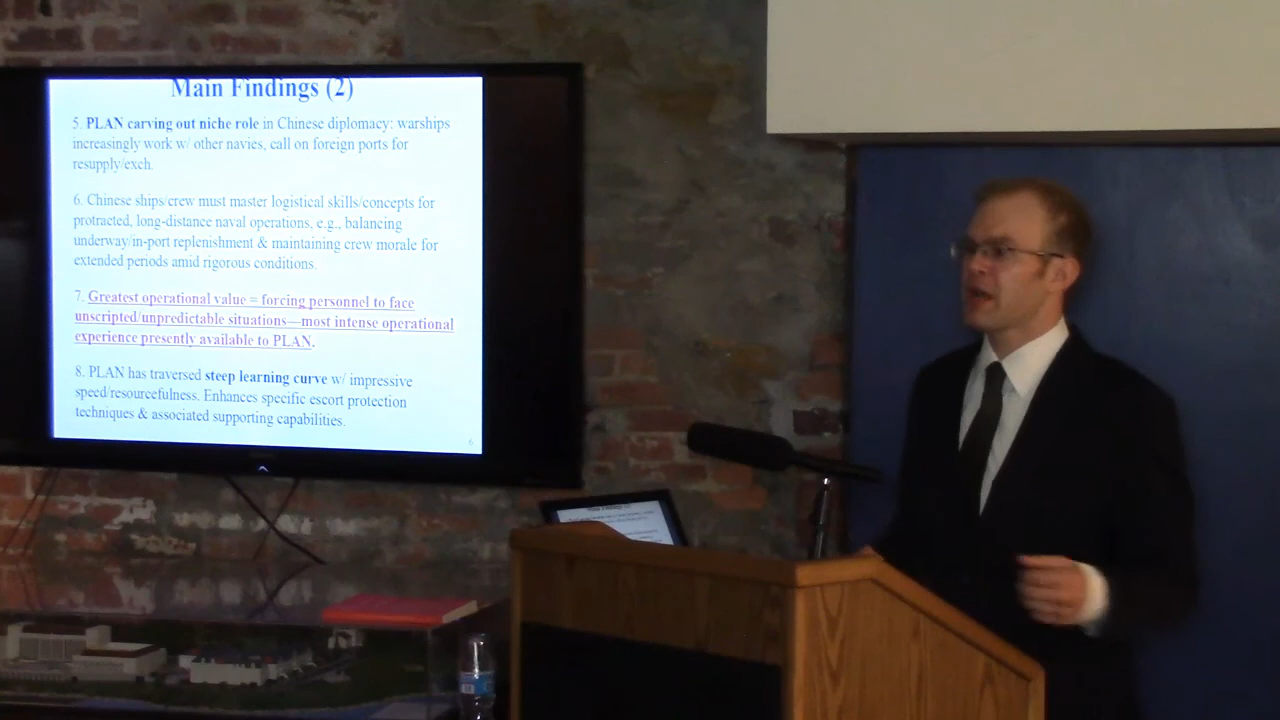 Main Findings (2)
5. PLAN carving out niche role in Chinese diplomacy: warships
increasingly work w/ other navies, call on foreign ports for
resupply/exch.
6. Chinese ships/crew must master logistical skills/concepts for
protracted, long-distance naval operations, e.g., balancing
underway/in-port replenishment & maintaining crew morale for
extended periods amid rigorous conditions.
7. Greatest operational value = forcing personnel to face
unscripted/unpredictable situations—most intense operational
experience presently available to PLAN.
8. PLAN has traversed steep learning curve w/ impressive
speed/resourcefulness. Enhances specific escort protection
techniques & associated supporting capabilities.
6